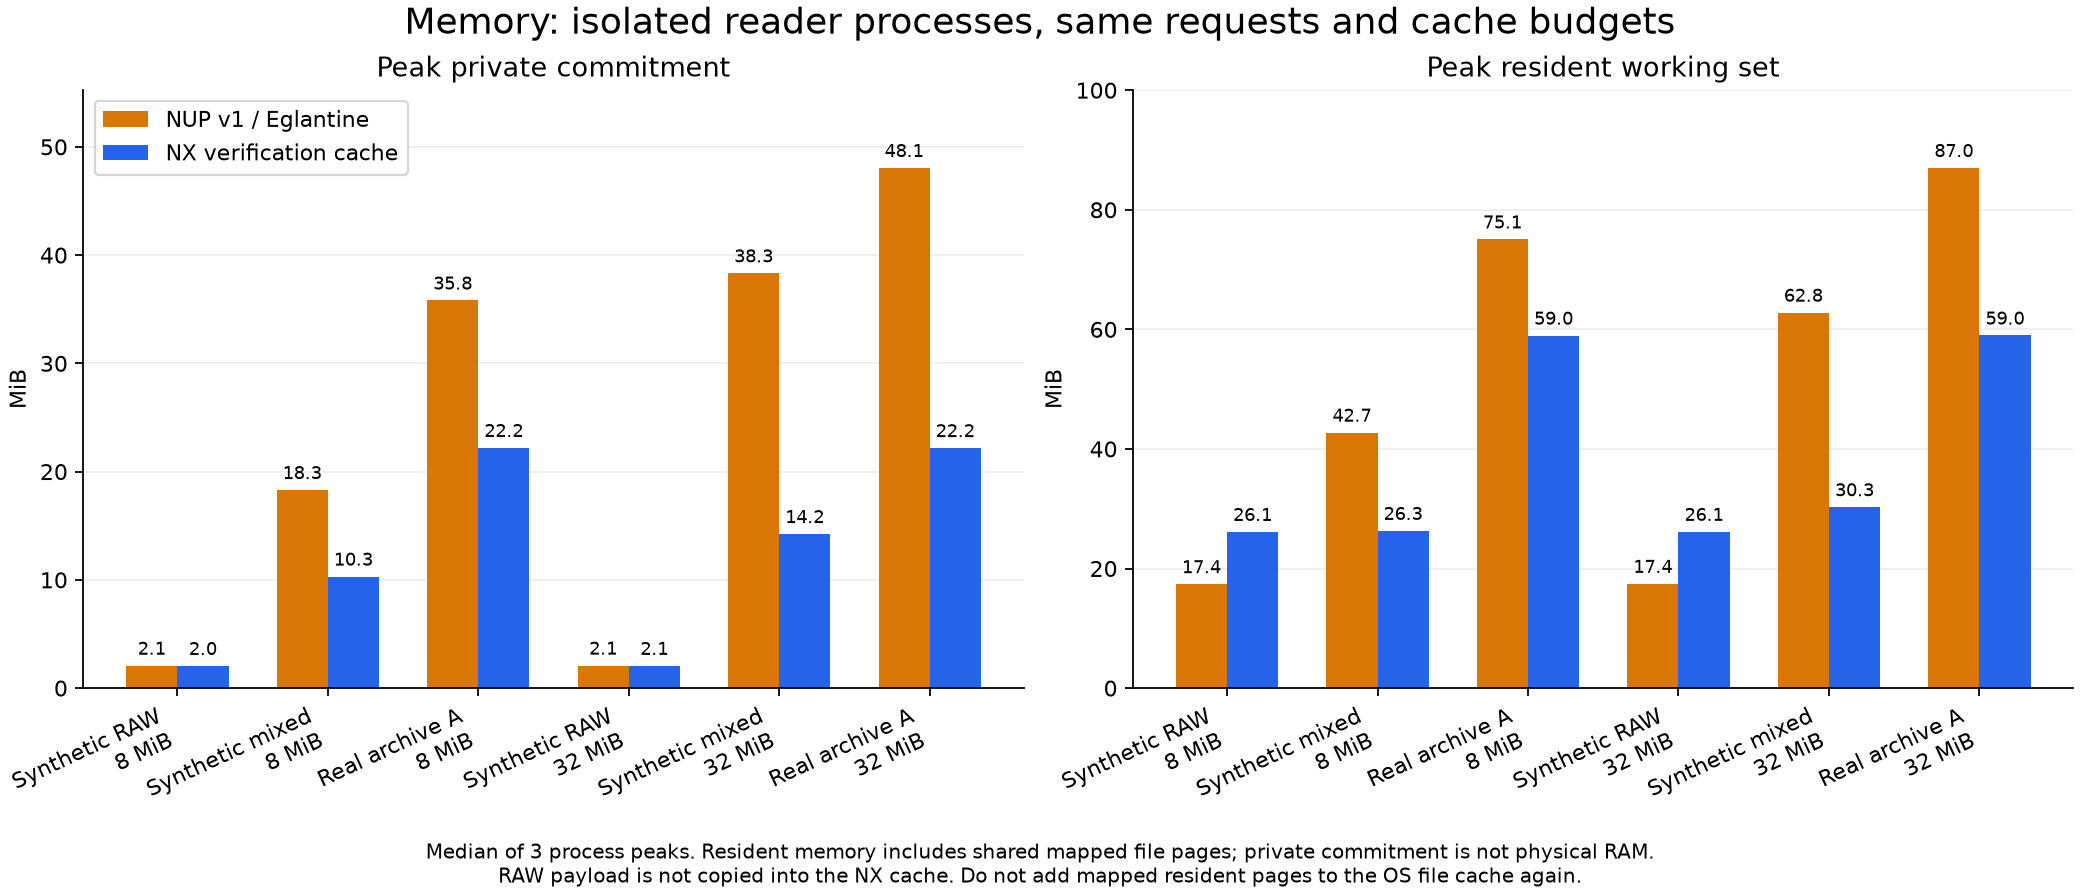 Memory: isolated reader processes, same requests and cache budgets
Peak private commitment
NUP v1 / Eglantine
NX verification cache
MiB
50
40
30
20
10
0
2.1
2.0
18.3
10.3
35.8
22.2
2.1
2.1
38.3
14.2
48.1
22.2
Synthetic RAW
8 MiB
Synthetic mixed
8 MiB
Real archive A
8 MiB
Synthetic RAW
32 MiB
Synthetic mixed
32 MiB
Real archive A
32 MiB
Peak resident working set
MiB
100
80
60
40
20
0
17.4
26.1
42.7
26.3
75.1
59.0
17.4
26.1
62.8
30.3
87.0
59.0
Synthetic RAW
8 MiB
Synthetic mixed
8 MiB
Real archive A
8 MiB
Synthetic RAW
32 MiB
Synthetic mixed
32 MiB
Real archive A
32 MiB
Median of 3 process peaks. Resident memory includes shared mapped file pages; private commitment is not physical RAM.
RAW payload is not copied into the NX cache. Do not add mapped resident pages to the OS file cache again.